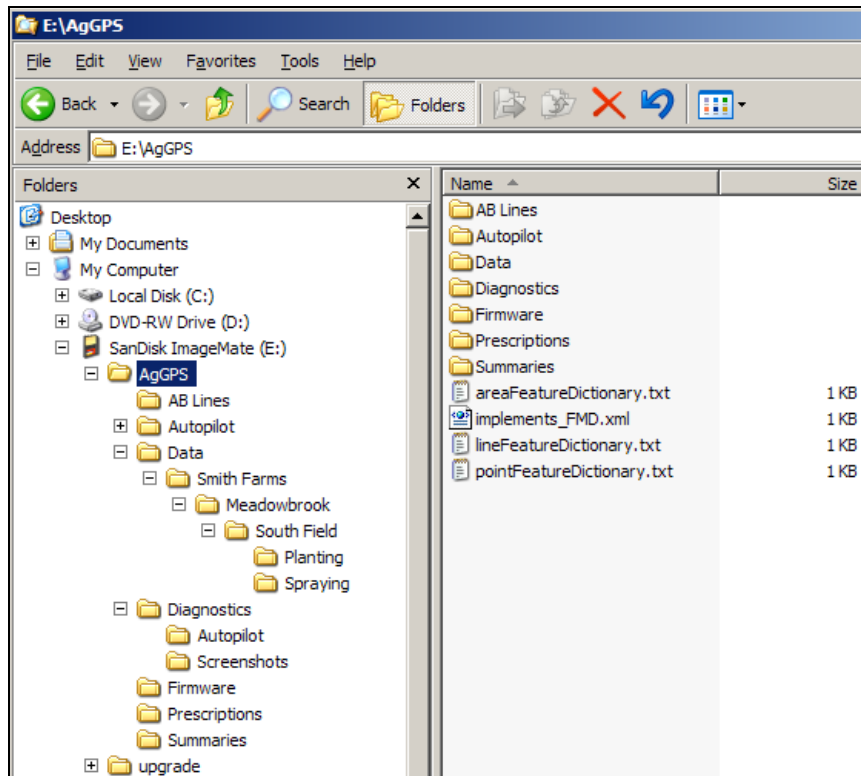 E:\AgGPS
File Edit View Favorites Tools Help
Back Search Folders
Address E:\AgGPS
Folders
Desktop
My Documents
My Computer
Local Disk (C:)
DVD-RW Drive (D:)
SanDisk ImageMate (E:)
AgGPS
AB Lines
Autopilot
Data
Smith Farms
Meadowbrook
South Field
Planting
Spraying
Diagnostics
Autopilot
Screenshots
Firmware
Prescriptions
Summaries
upgrade
Name Size
AB Lines
Autopilot
Data
Diagnostics
Firmware
Prescriptions
Summaries
areaFeatureDictionary.txt 1 KB
implements_FMD.xml 1 KB
lineFeatureDictionary.txt 1 KB
pointFeatureDictionary.txt 1 KB